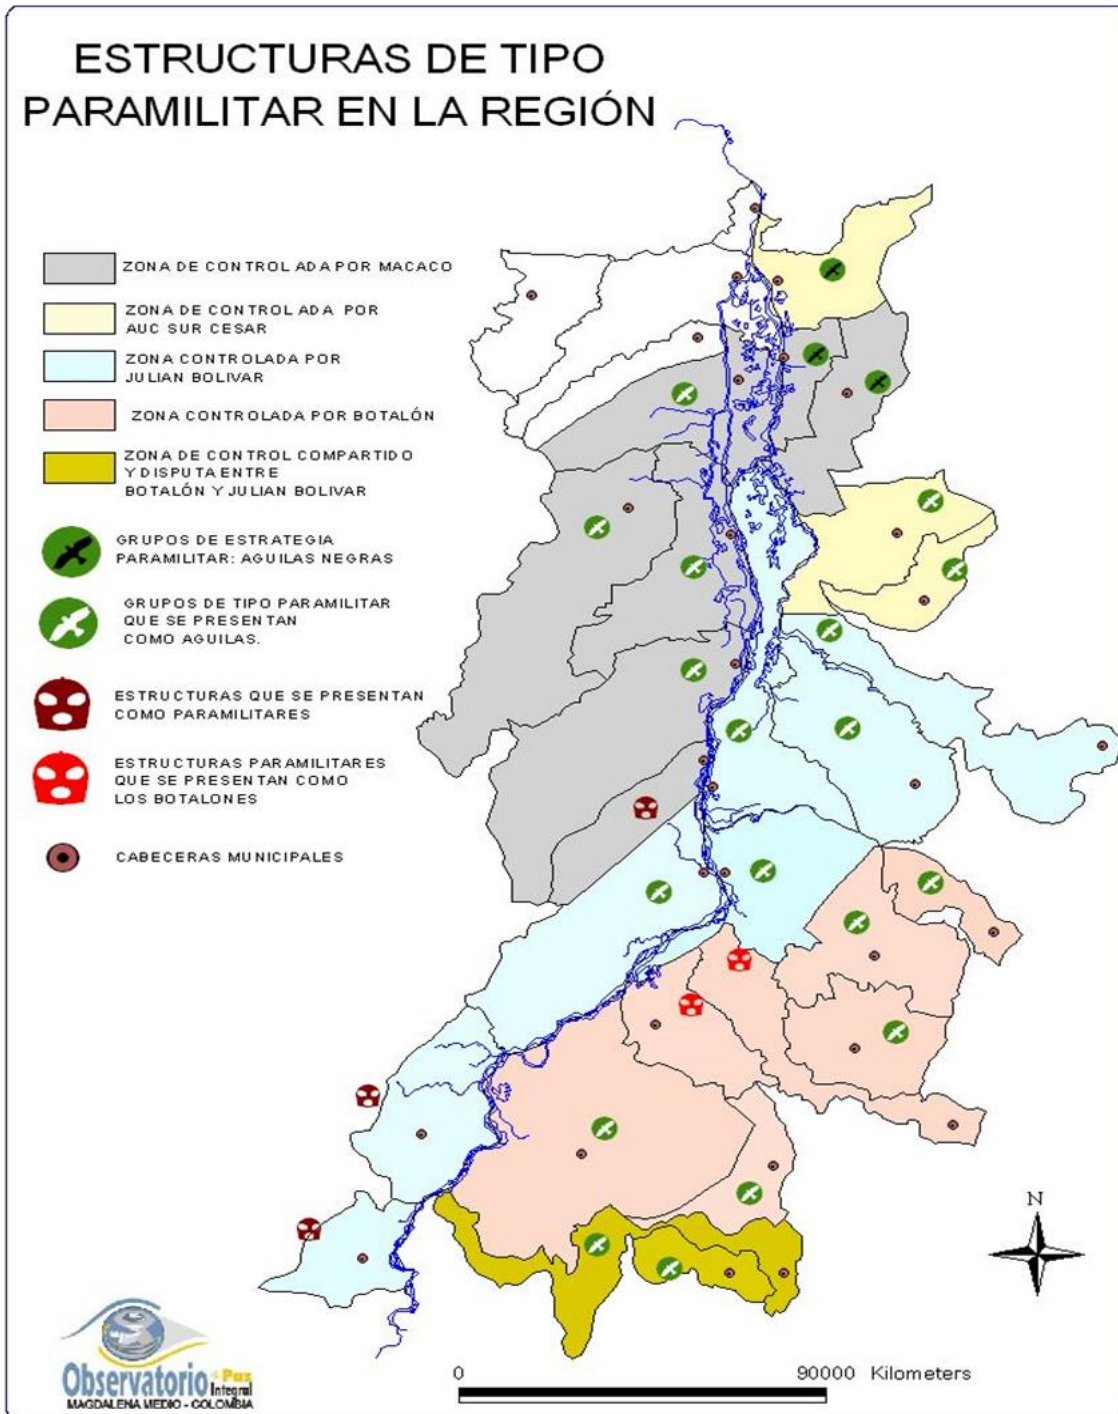 ESTRUCTURAS DE TIPO
PARAMILITAR EN LA REGIÓN
ZONA DE CONTROLADA POR MACACO
ZONA DE CONTROLADA POR
AUC SUR CESAR
ZONA CONTROLADA POR
JULIAN BOLIVAR
ZONA CONTROLADA POR BOTALÓN
ZONA DE CONTROL COMPARTIDO
Y DISPUTA ENTRE
BOTALÓN Y JULIAN BOLIVAR
GRUPOS DE ESTRATEGIA
PARAMILITAR: AGUILAS NEGRAS
GRUPOS DE TIPO PARAMILITAR
QUE SE PRESENTAN
COMO AGUILAS.
ESTRUCTURAS QUE SE PRESENTAN
COMO PARAMILITARES
ESTRUCTURAS PARAMILITARES
QUE SE PRESENTAN COMO
LOS BOTALONES
CABECERAS MUNICIPALES
N
0 90000 Kilometers
Observatorio Paz
Integral
MAGDALENA MEDIO - COLOMBIA